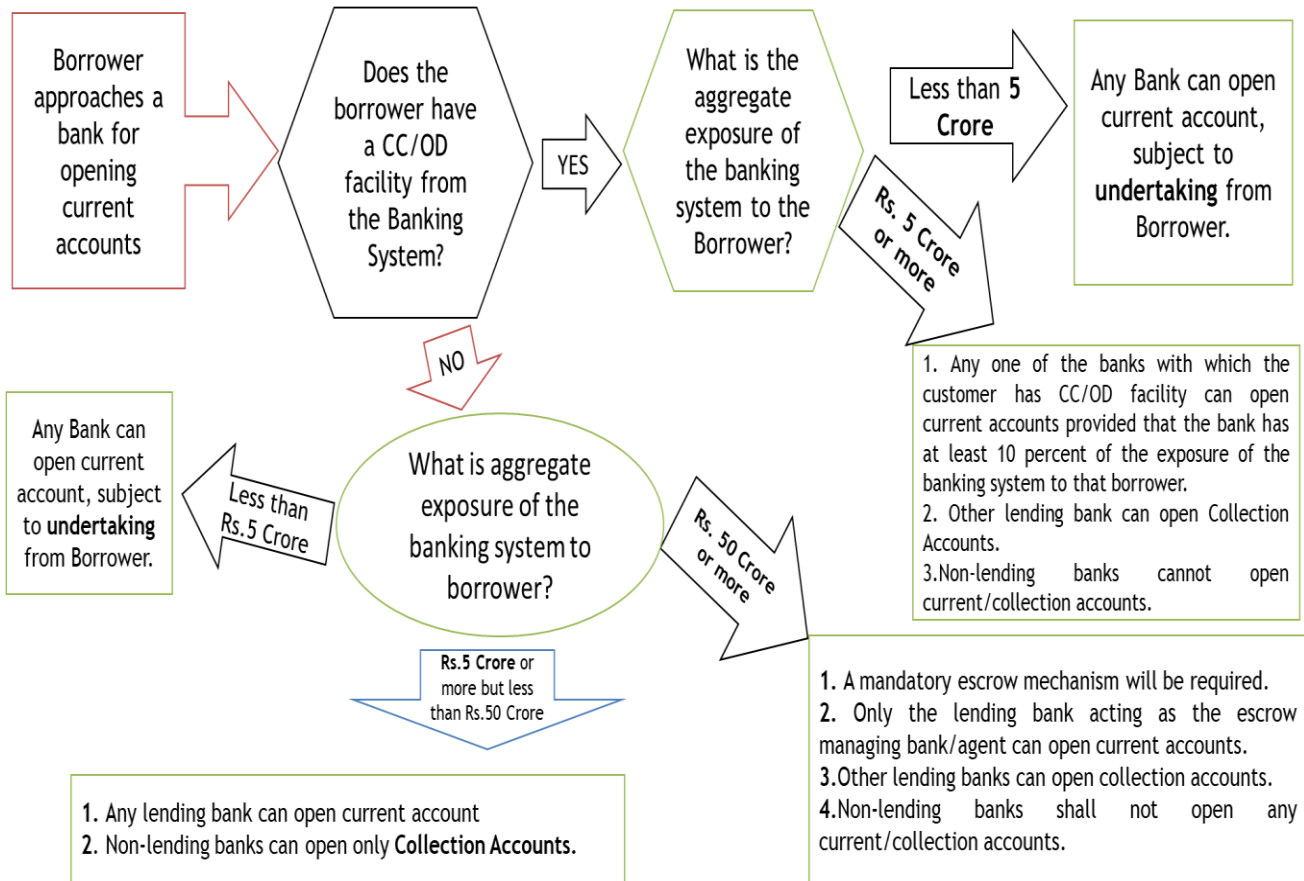 Borrower
approaches a
bank for
opening
current
accounts
Does the
borrower have
a CC/OD
facility from
the Banking
System?
YES
What is the
aggregate
exposure of
the banking
system to the
Borrower?
Less than 5
Crore
Any Bank can open
current account,
subject to
undertaking from
Borrower.
Rs. 5 Crore
or more
1. Any one of the banks with which the
customer has CC/OD facility can open
current accounts provided that the bank has
at least 10 percent of the exposure of the
banking system to that borrower.
2. Other lending bank can open Collection
Accounts.
3.Non-lending banks cannot open
current/collection accounts.
NO
What is aggregate
exposure of the
banking system to
borrower?
Less than
Rs.5 Crore
Any Bank can
open current
account, subject
to undertaking
from Borrower.
Rs.5 Crore or
more but less
than Rs.50 Crore
1. Any lending bank can open current account
2. Non-lending banks can open only Collection Accounts.
Rs. 50 Crore
or more
1. A mandatory escrow mechanism will be required.
2. Only the lending bank acting as the escrow
managing bank/agent can open current accounts.
3.Other lending banks can open collection accounts.
4.Non-lending banks shall not open any
current/collection accounts.